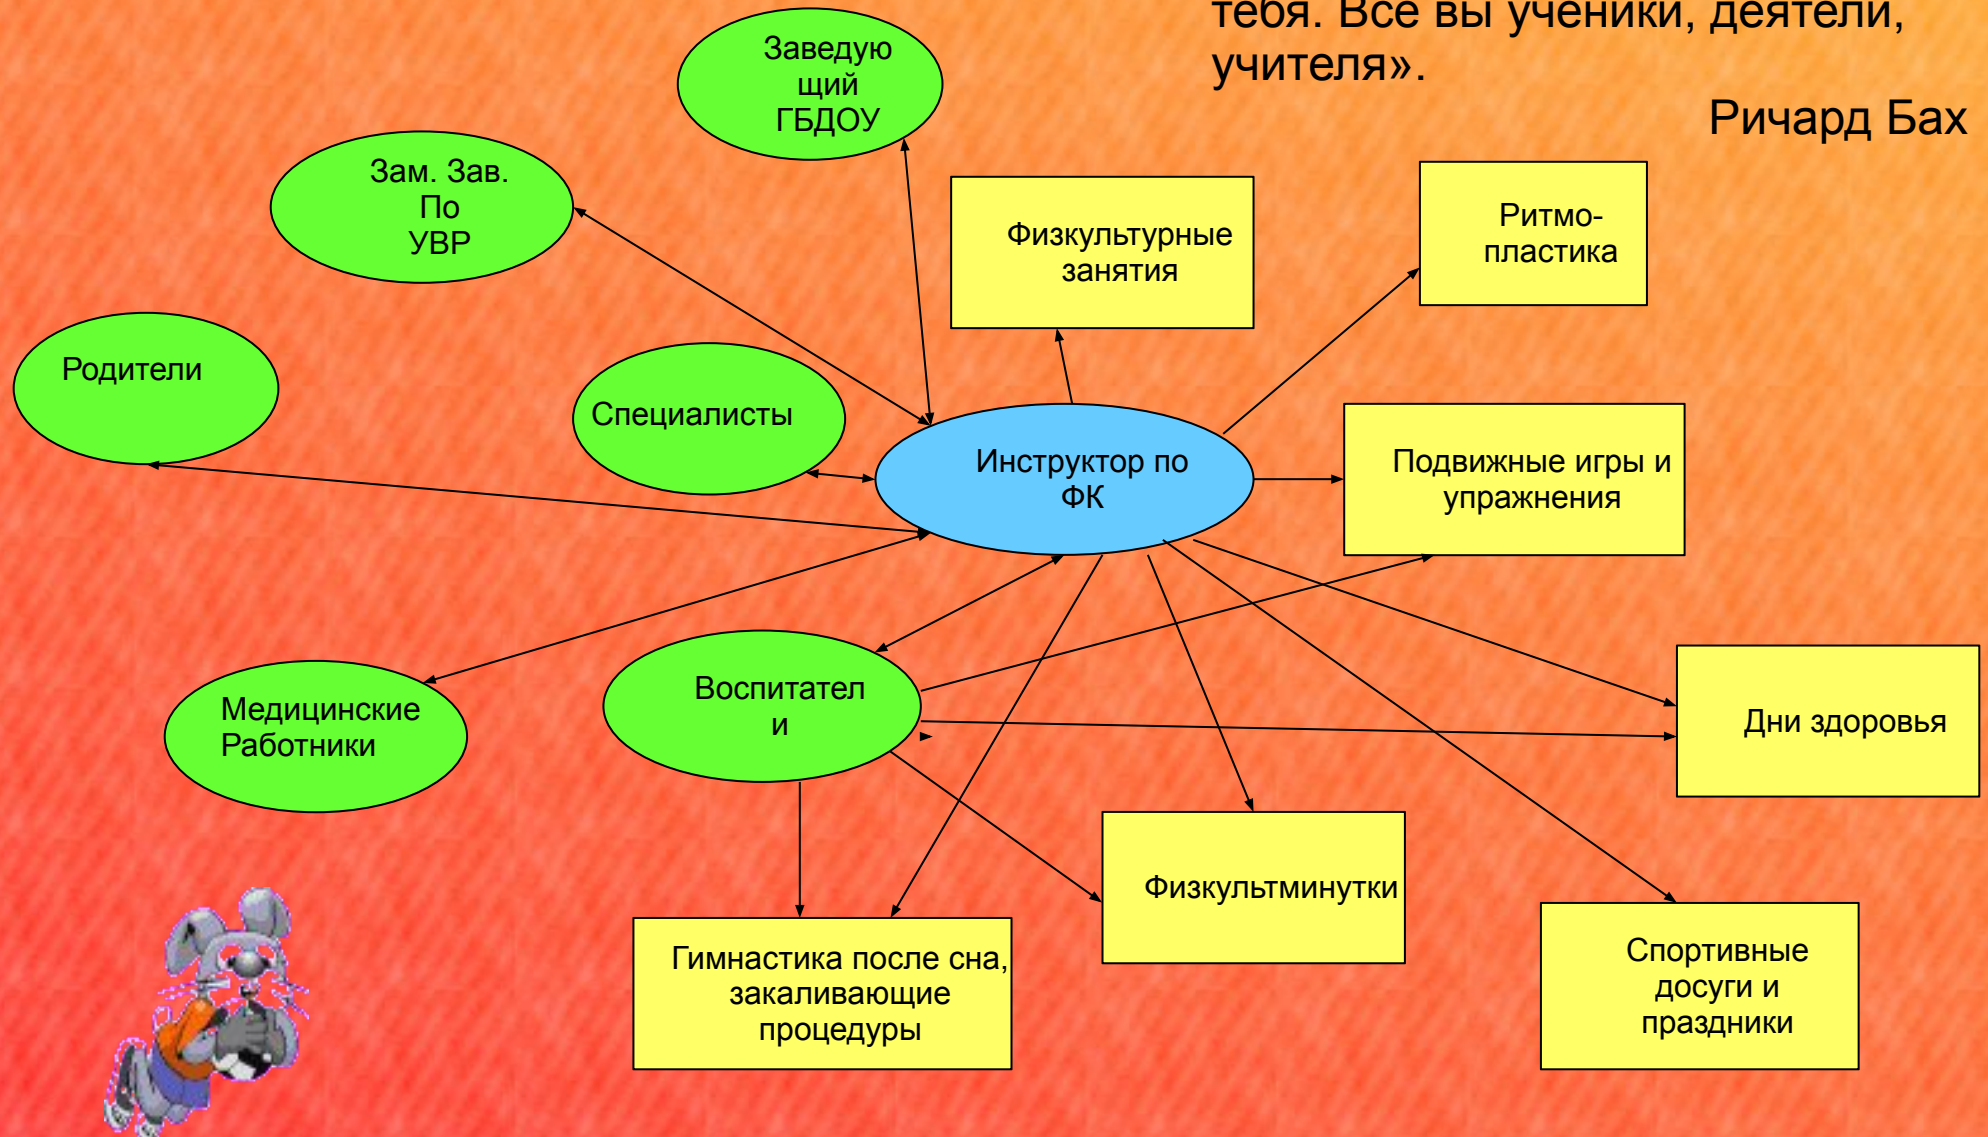 тебя. Все вы ученики, деятели,
учителя».
Ричард Бах
Заведую
щий
ГБДОУ
Зам. Зав.
По
УВР
Физкультурные
занятия
Ритмо-
пластика
Родители
Специалисты
Инструктор по
ФК
Подвижные игры и
упражнения
Медицинские
Работники
Воспитател
и
Дни здоровья
Физкультминутки
Гимнастика после сна,
закаливающие
процедуры
Спортивные
досуги и
праздники